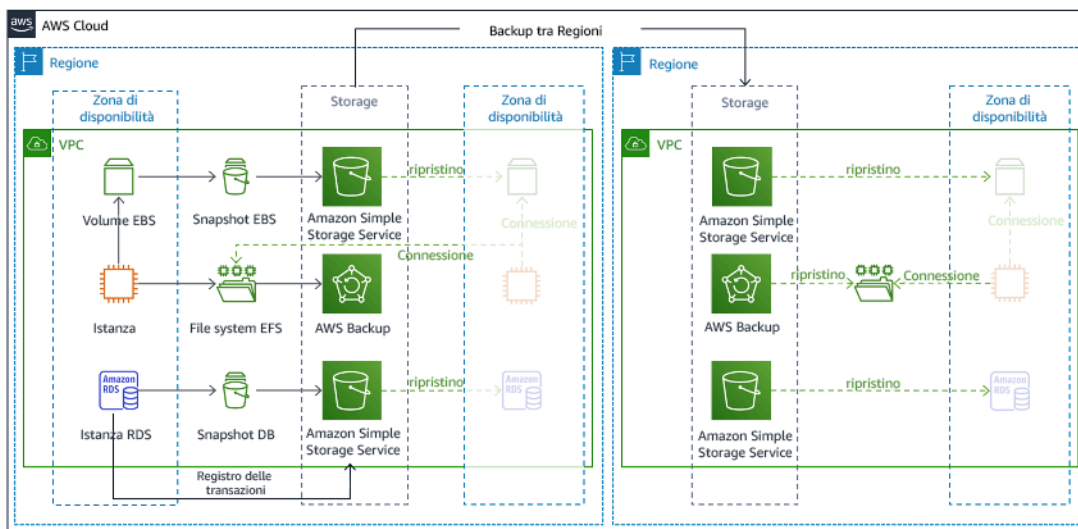 aws
AWS Cloud
Backup tra Regioni
Regione
Zona di
disponibilità
Storage
Zona di
disponibilità
VPC
ripristino
Volume EBS
Snapshot EBS
Amazon Simple
Storage Service
Connessione
Connessione
Istanza
File system EFS
AWS Backup
Amazon
RDS
ripristino
Amazon
RDS
Istanza RDS
Snapshot DB
Amazon Simple
Storage Service
Registro delle
transazioni
Regione
Storage
Zona di
disponibilità
VPC
ripristino
Amazon Simple
Storage Service
Connessione
ripristino
Connessione
AWS Backup
ripristino
Amazon
RDS
Amazon Simple
Storage Service